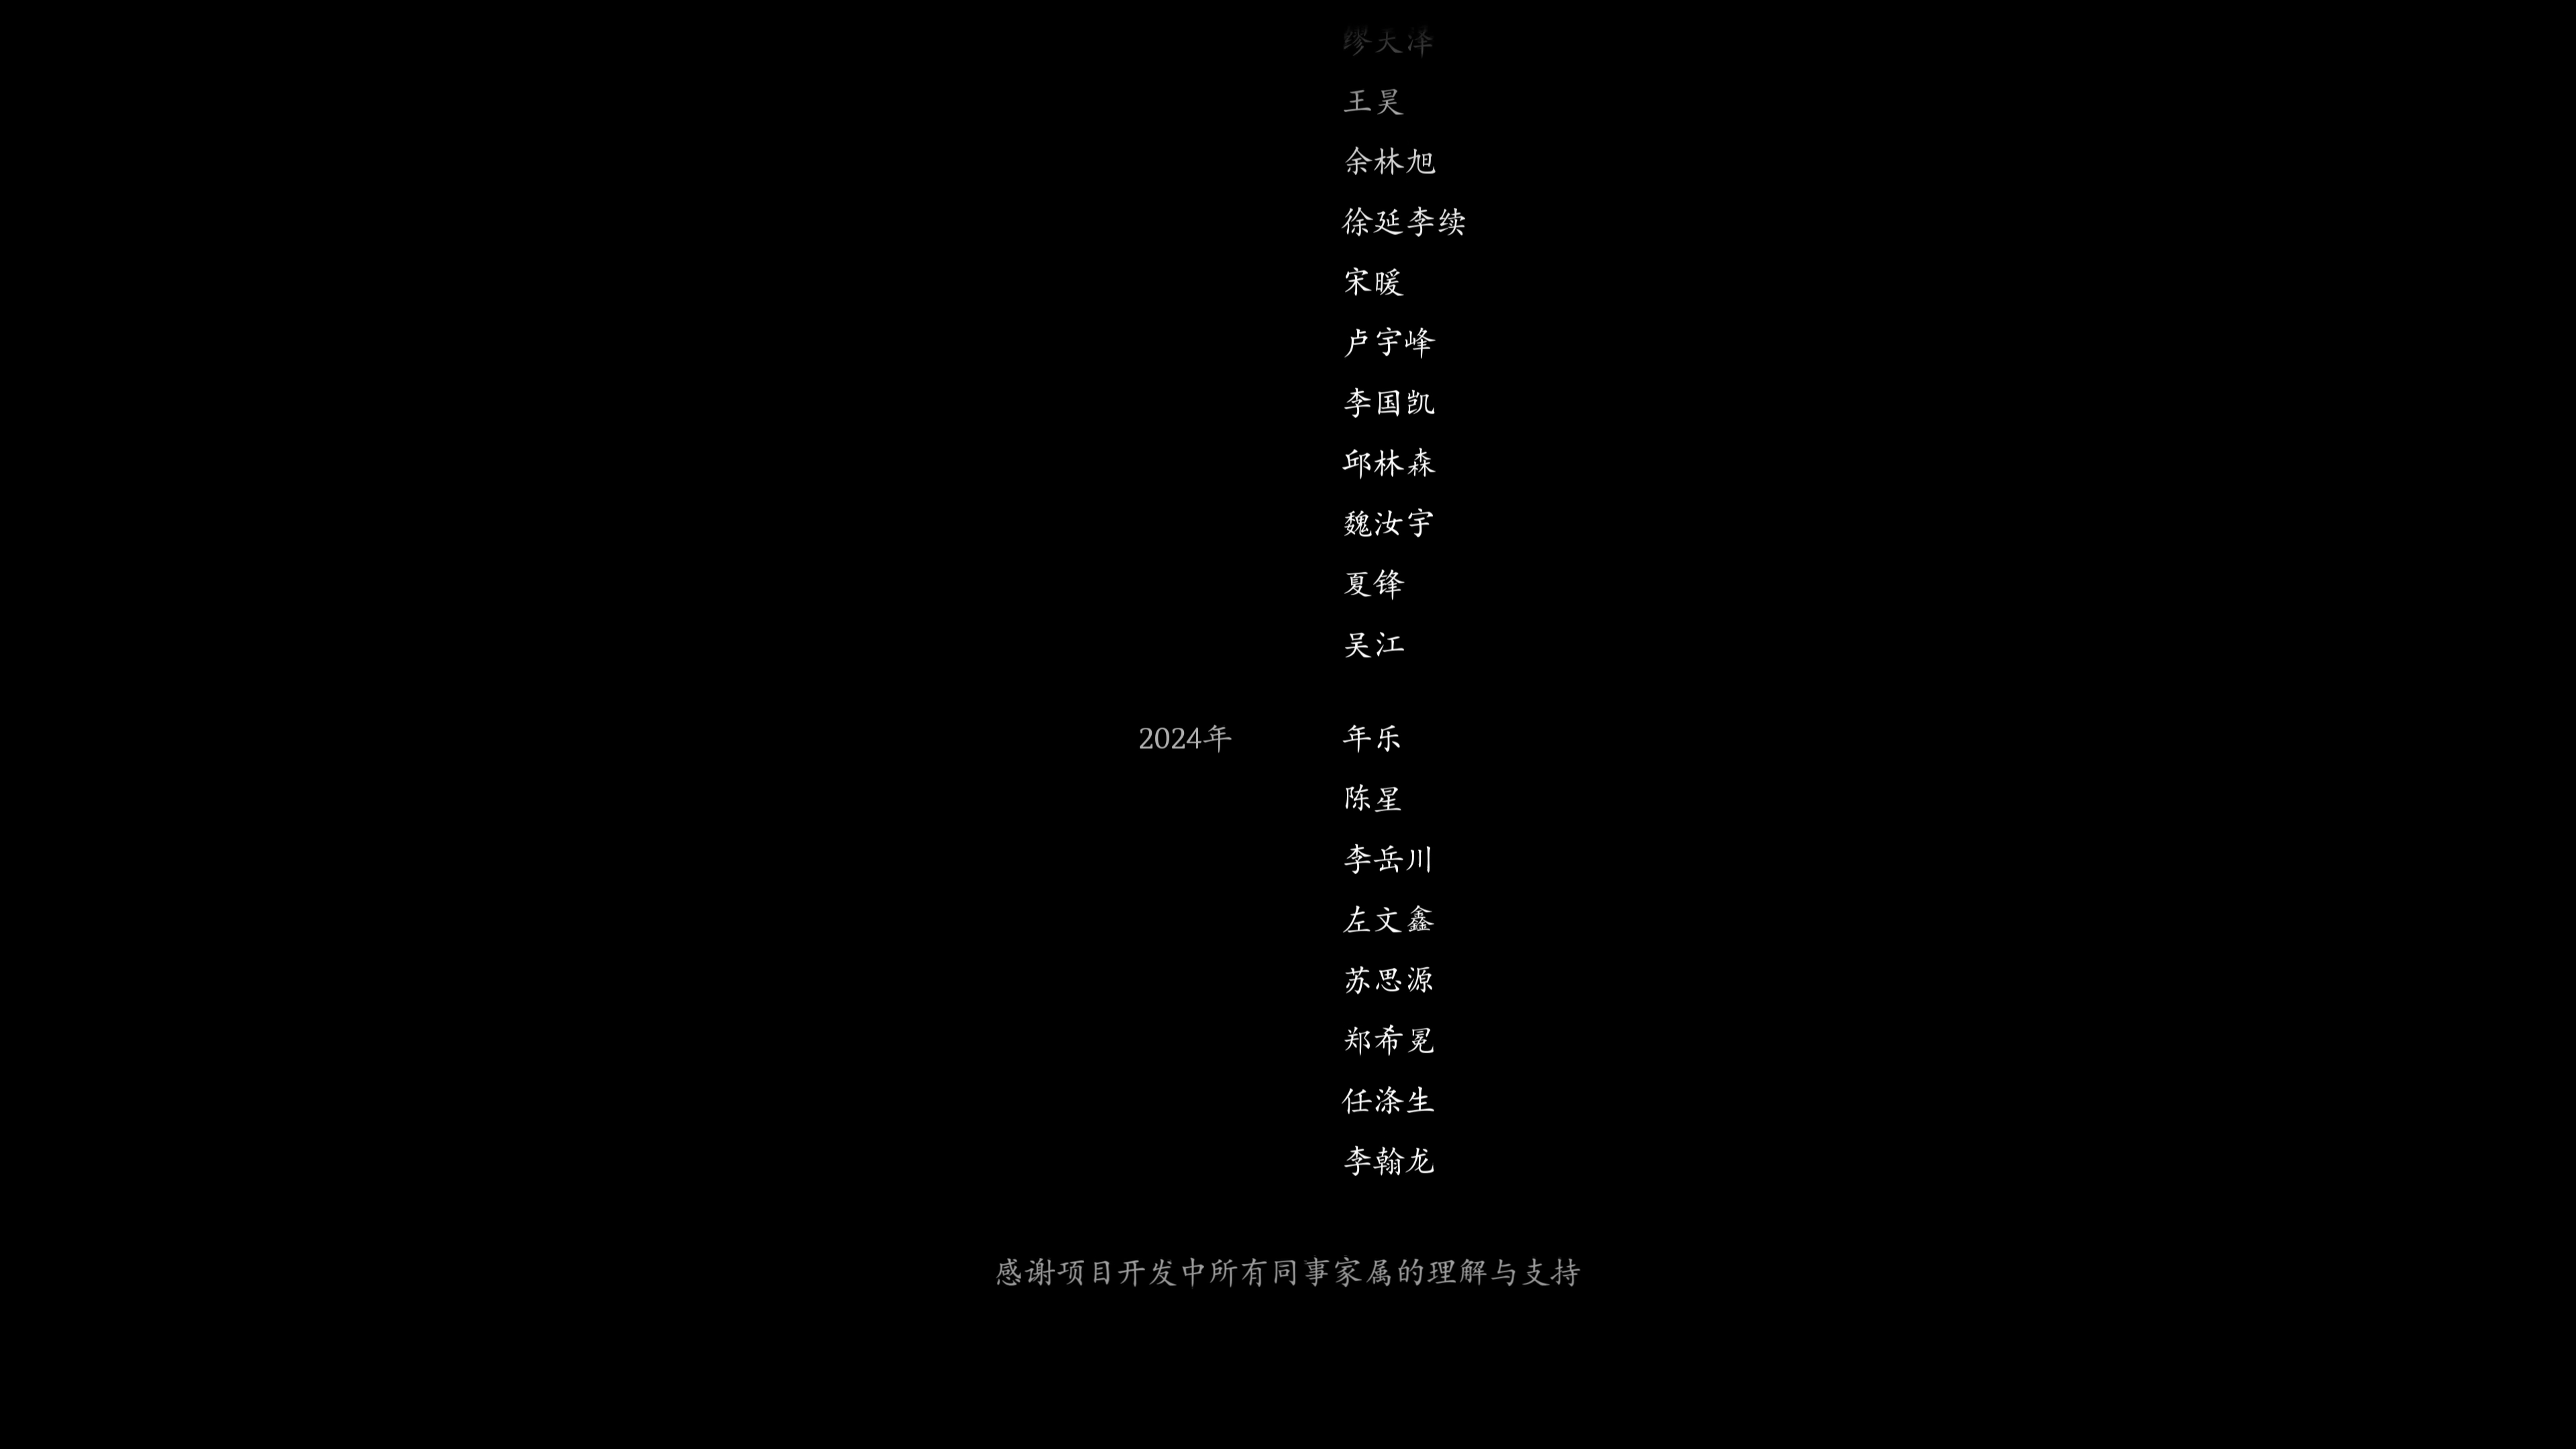 缪天泽
王昊
余林旭
徐延李续
宋暖
卢宇峰
李国凯
邱林森
魏汝宇
夏锋
吴江
2024年 年乐
陈星
李岳川
左文鑫
苏思源
郑希冕
任涤生
李翰龙
感谢项目开发中所有同事家属的理解与支持